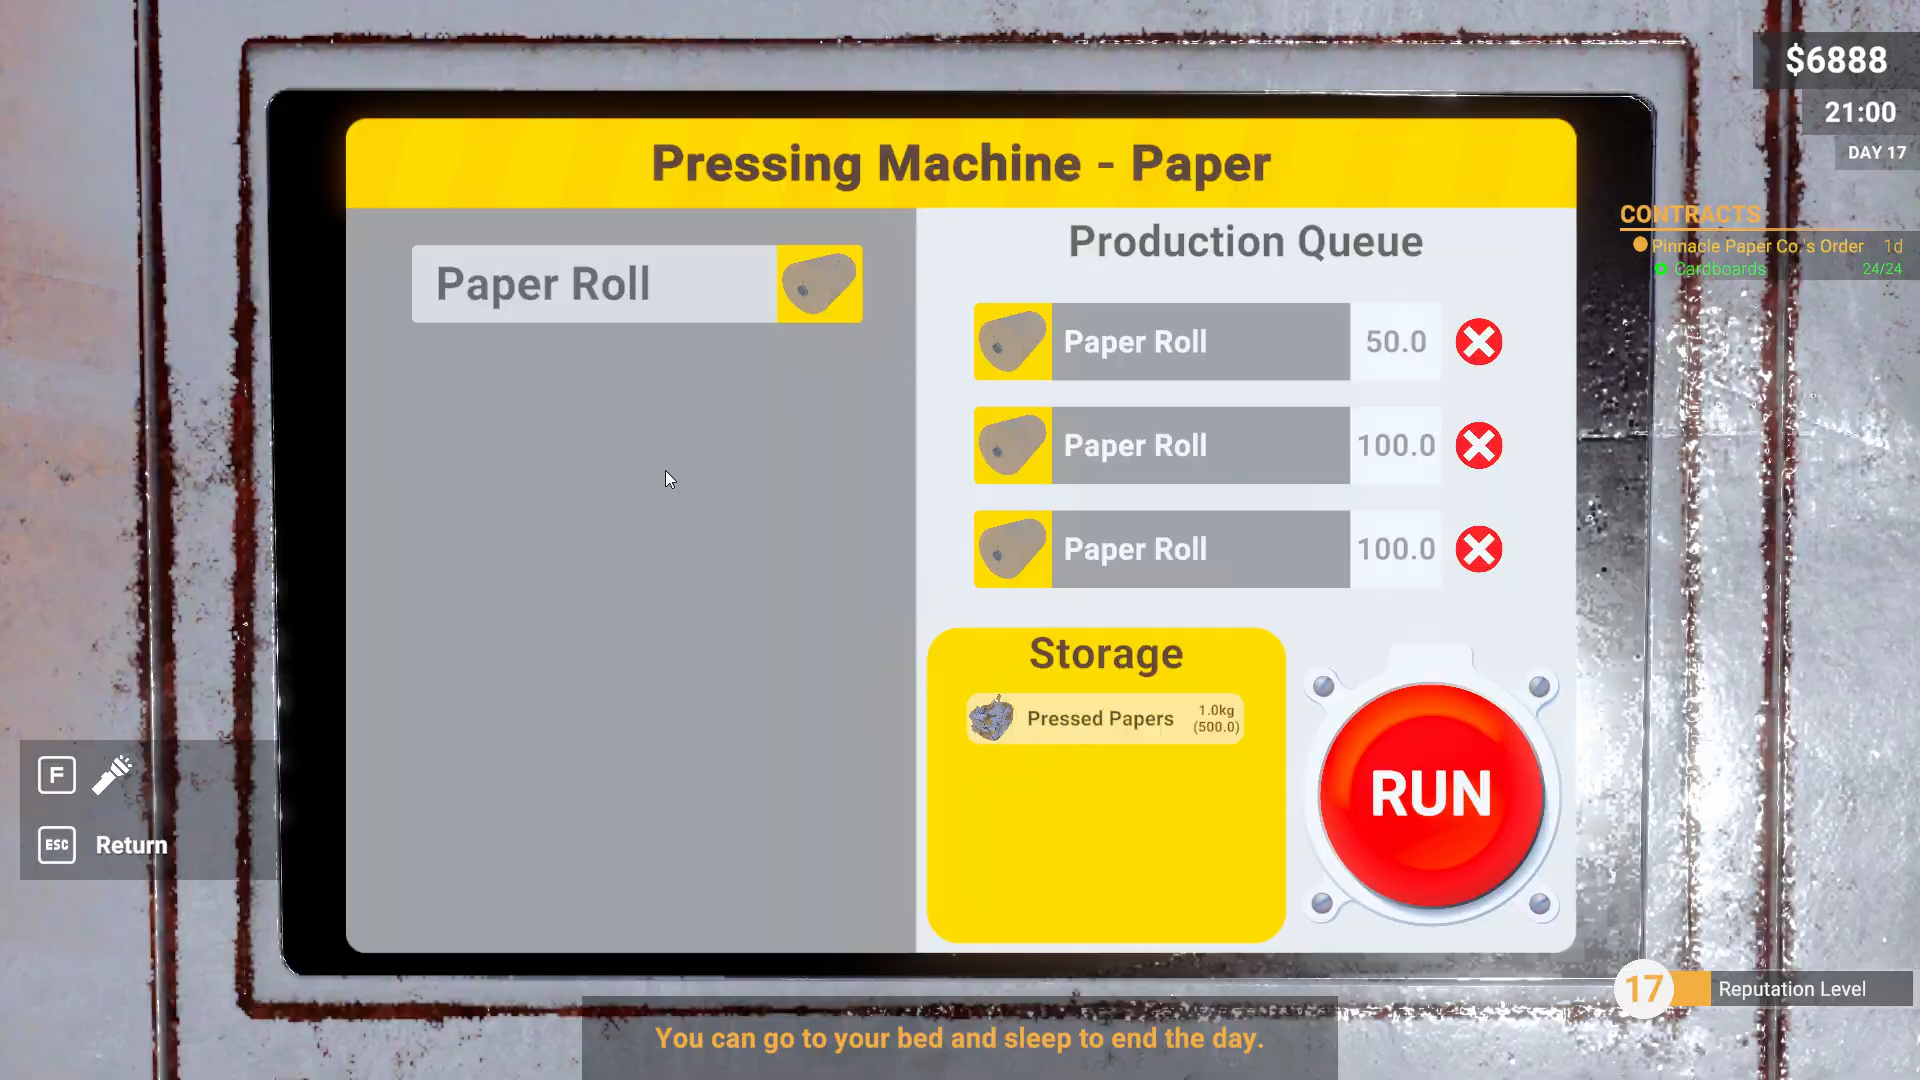 $6888
21:00
DAY 17
CONTRACTS
Pinnacle Paper Co.'s Order 1d
Cardboards 24/24
Pressing Machine - Paper
Paper Roll
Production Queue
Paper Roll 50.0
Paper Roll 100.0
Paper Roll 100.0
Storage
Pressed Papers 1.0kg
(500.0)
RUN
F
ESC Return
17 Reputation Level
You can go to your bed and sleep to end the day.